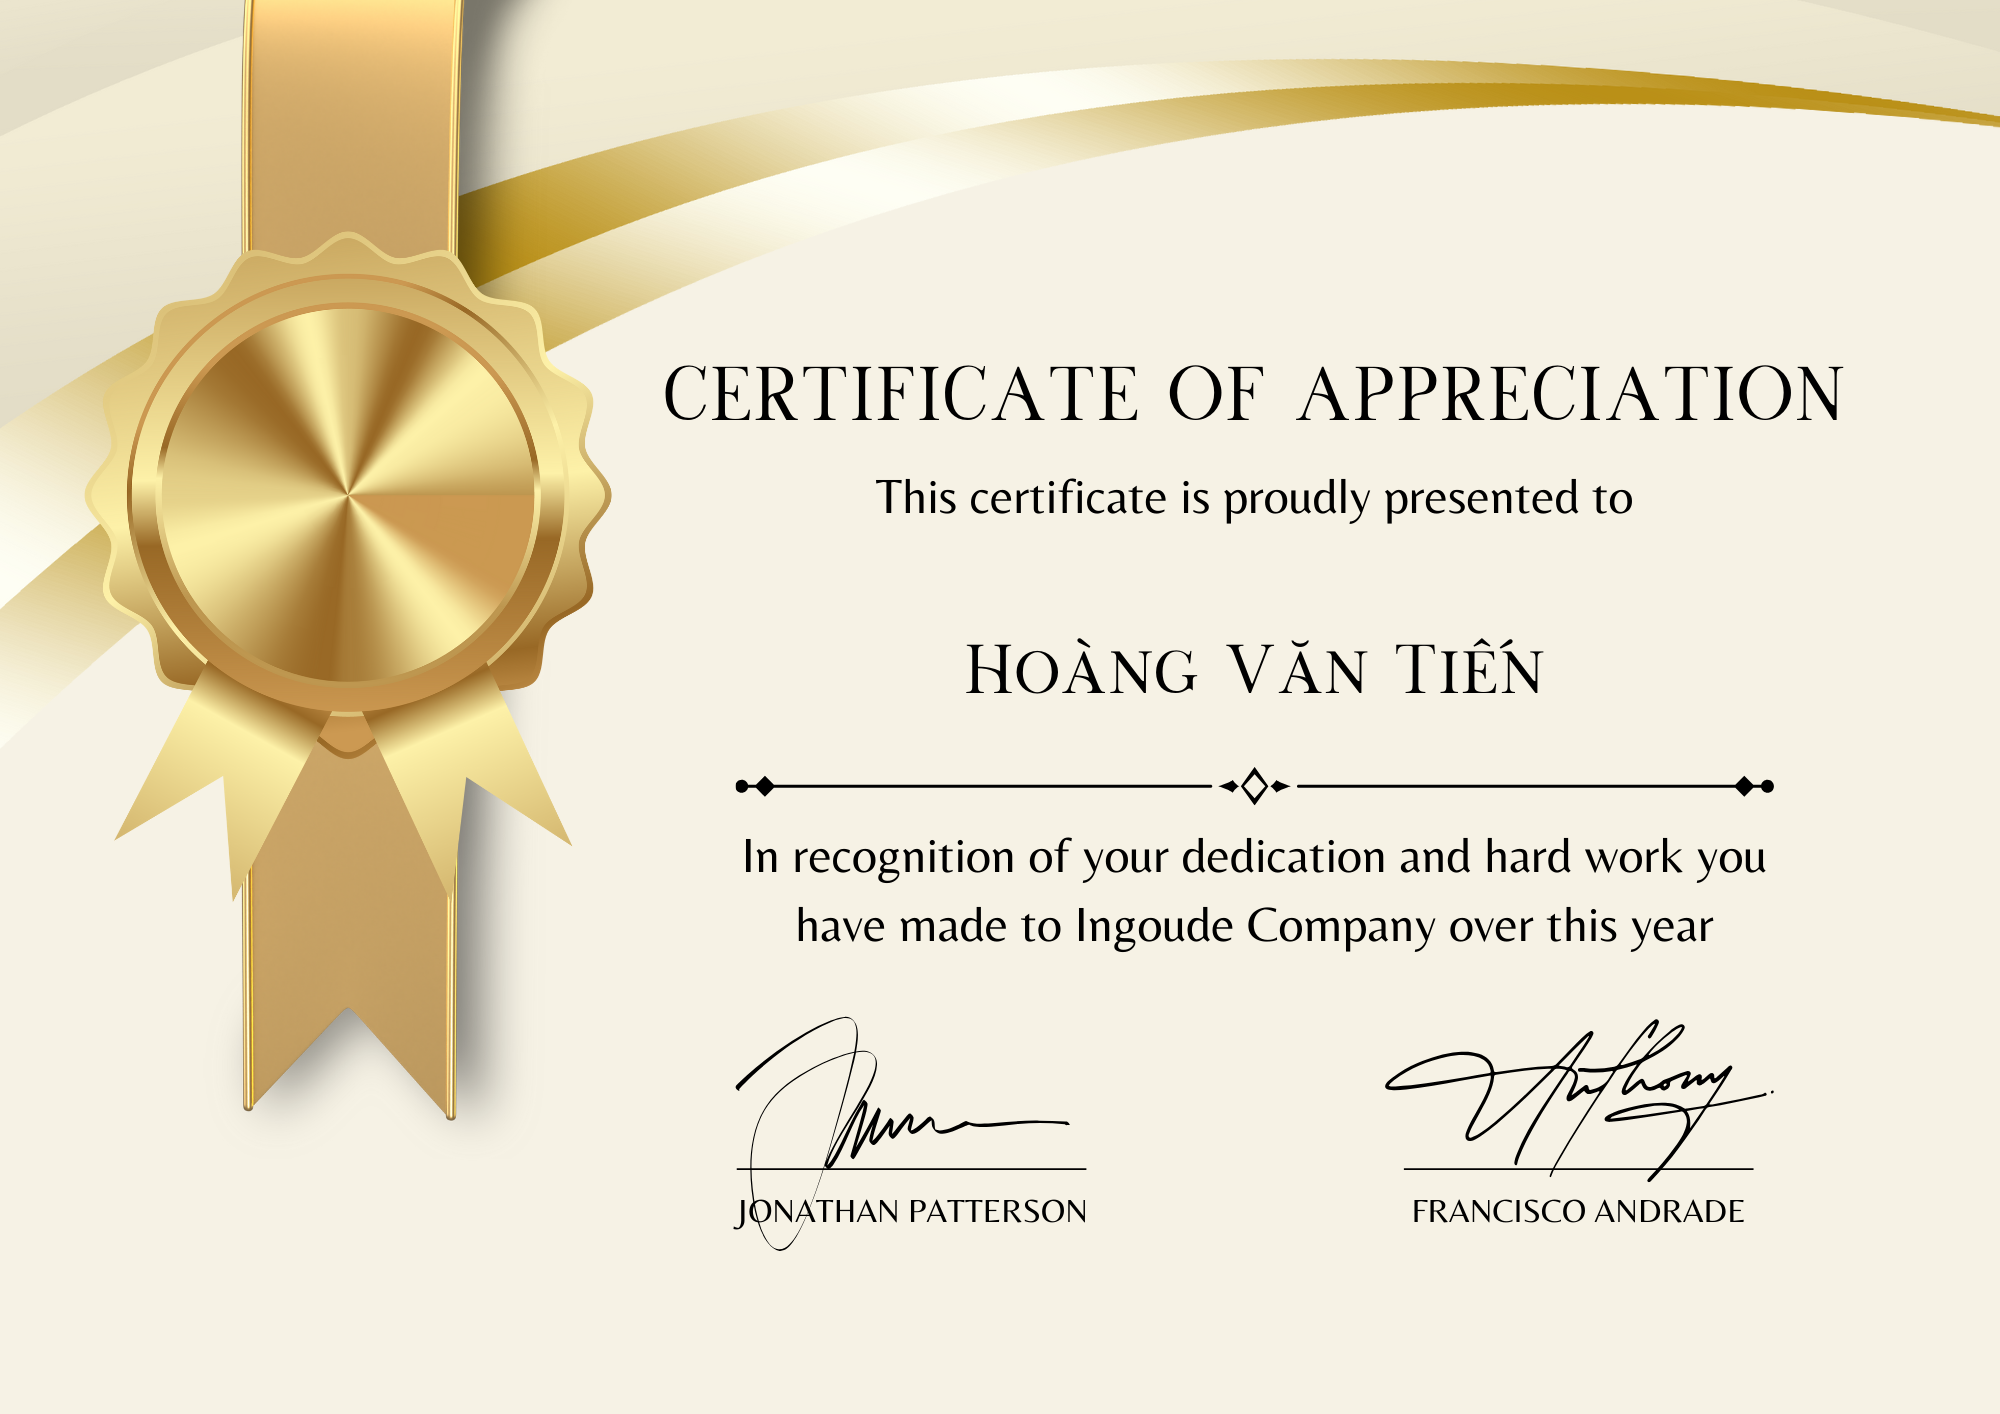 CERTIFICATE OF APPRECIATION
This certificate is proudly presented to
HOÀNG VĂN TIẾN
In recognition of your dedication and hard work you
have made to Ingoude Company over this year
Anthony
JONATHAN PATTERSON
FRANCISCO ANDRADE